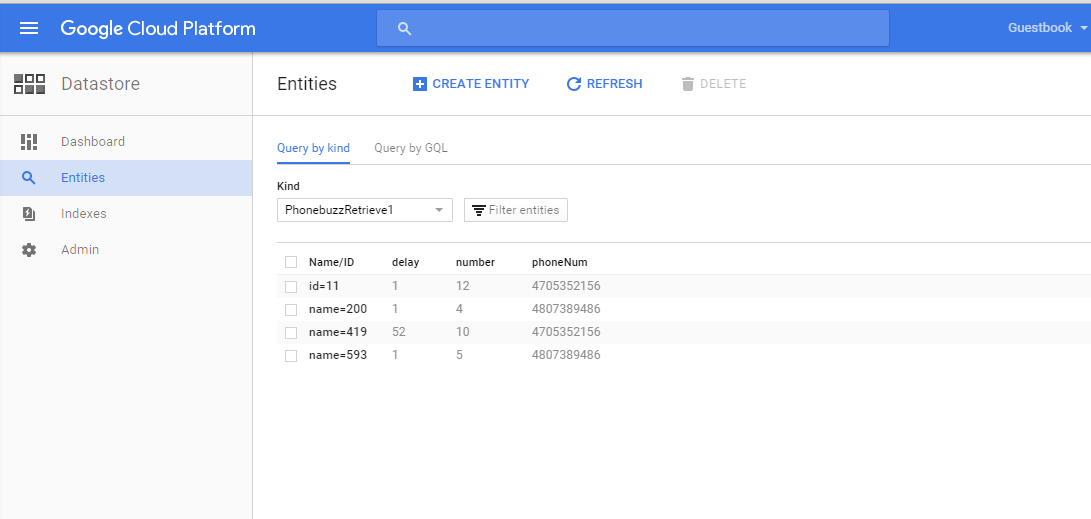 Google Cloud Platform
Guestbook
Datastore
Entities
CREATE ENTITY
REFRESH
DELETE
Dashboard
Entities
Indexes
Admin
Query by kind
Query by GQL
Kind
PhonebuzzRetrieve1
Filter entities
Name/ID delay number phoneNum
id=11 1 12 4705352156
name=200 1 4 4807389486
name=419 52 10 4705352156
name=593 1 5 4807389486